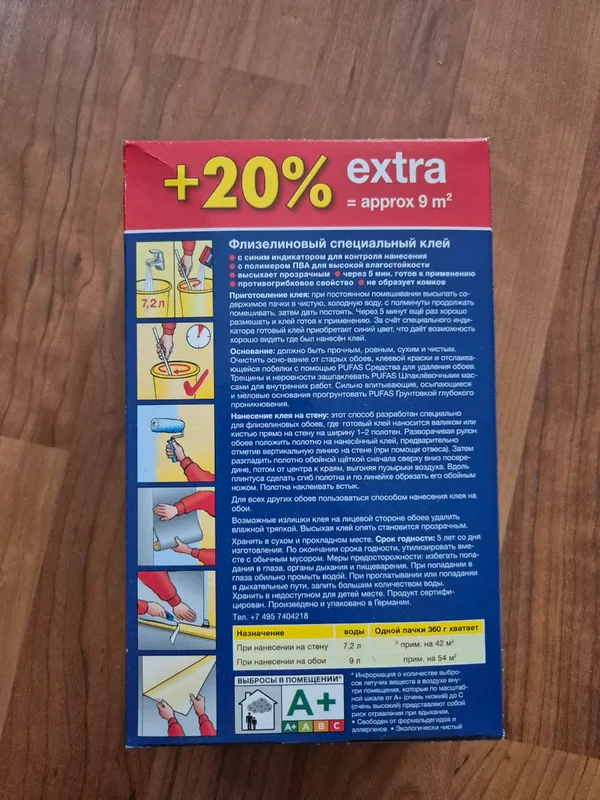 +20% extra
= approx 9 m²
Флизелиновый специальный клей
• с синим индикатором для контроля нанесения
• с полимером ПВА для высокой влагостойкости
• высыхает прозрачным • через 5 мин. готов к применению
• противогрибковое свойство • не образует комков
7,2 л
Приготовление клея: при постоянном помешивании высыпать со-
держимое пачки в чистую, холодную воду, с полминуты продолжать
помешивать, затем дать постоять. Через 5 минут ещё раз хорошо
размешать и клей готов к применению. За счёт специального инди-
катора готовый клей приобретает синий цвет, что даёт возможность
хорошо видеть где был нанесён клей.
Основание: должно быть прочным, ровным, сухим и чистым.
Очистить осно-вание от старых обоев, клеевой краски и отслаива-
ющейся побелки с помощью PUFAS Средства для удаления обоев.
Трещины и неровности зашпаклевать PUFAS Шпаклёвочными мас-
сами для внутренних работ. Сильно впитывающие, осыпающиеся
и меловые основания прогрунтовать PUFAS Грунтовкой глубокого
проникновения.
Нанесение клея на стену: этот способ разработан специально
для флизелиновых обоев, где готовый клей наносится валиком или
кистью прямо на стену на ширину 1–2 полотен. Разворачивая рулон
обоев положить полотно на нанесённый клей, предварительно
отметив вертикальную линию на стене (при помощи отвеса). Затем
разгладить полотно обойной щёткой сначала сверху вниз посере-
дине, потом от центра к краям, выгоняя пузырьки воздуха. Вдоль
плинтуса сделать сгиб полотна и по линейке обрезать его обойным
ножом. Полотна наклеивать встык.
Для всех других обоев пользоваться способом нанесения клея на
обои.
Возможные излишки клея на лицевой стороне обоев удалить
влажной тряпкой. Высыхая клей опять становится прозрачным.
Хранить в сухом и прохладном месте. Срок годности: 5 лет со дня
изготовления. По окончании срока годности, утилизировать вмес-
те с обычным мусором. Меры предосторожности: избегать попа-
дания в глаза, органы дыхания и пищеварения. При попадании в
глаза обильно промыть водой. При проглатывании или попадании
в дыхательные пути, запить большим количеством воды.
Хранить в недоступном для детей месте. Продукт сертифи-
цирован. Произведено и упаковано в Германии.
Тел. +7 495 7404218
Назначение воды Одной пачки 360 г хватает
При нанесении на стену 7,2 л прим. на 42 м²
При нанесении на обои 9 л прим. на 54 м²
ВЫБРОСЫ В ПОМЕЩЕНИИ*
A+
A+ A B C
* Информация о количестве выбро-
сов летучих веществ в воздухе вну-
три помещения, которые по масштаб-
ной шкале от А+ (очень низкий) до С
(очень высокий) представляют собой
риск отравления при вдыхании.
• Свободен от формальдегидов и
аллергенов • Экологически чистый